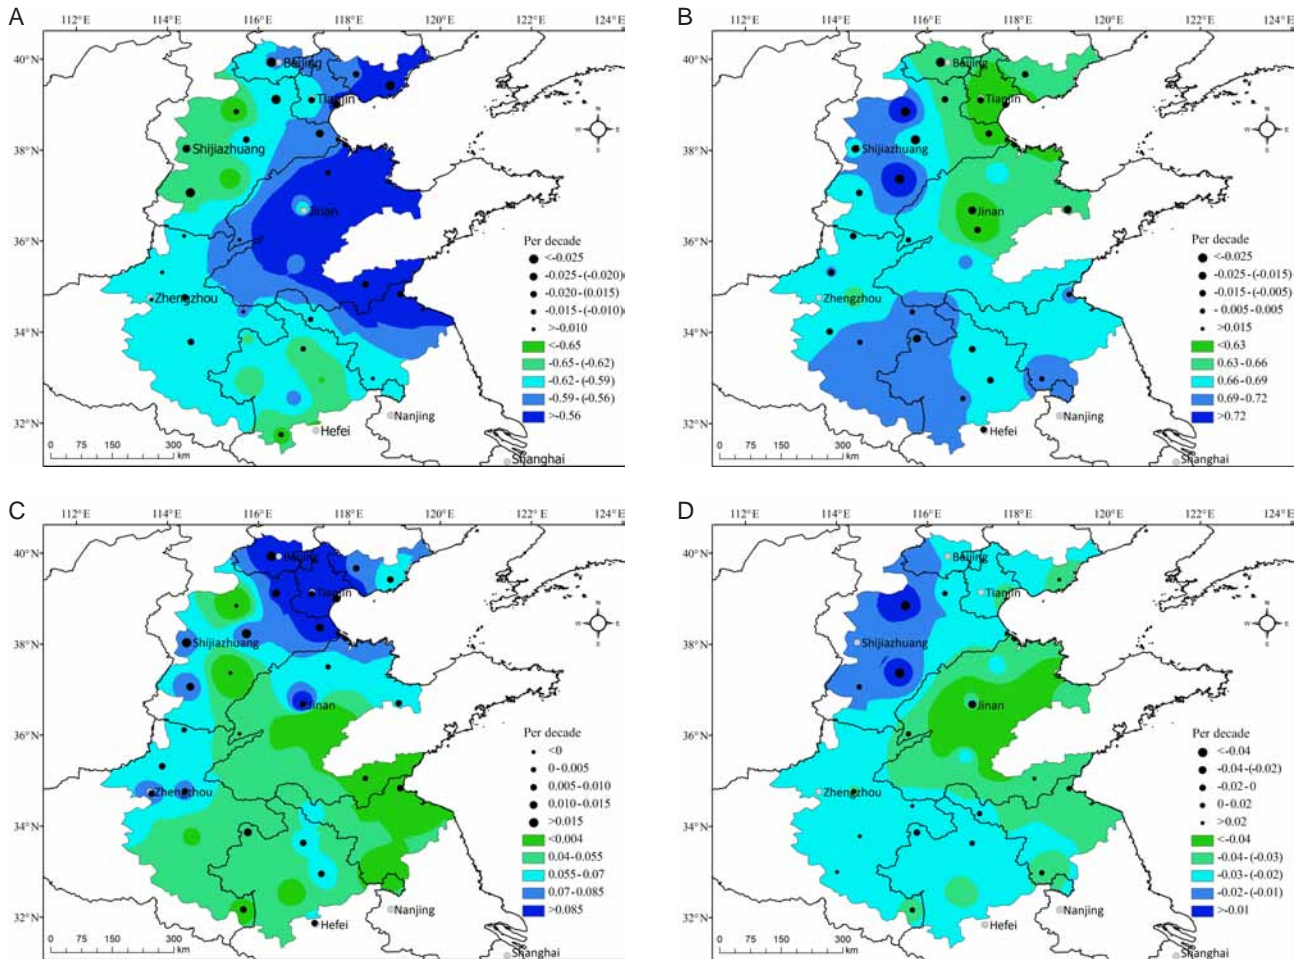 A
112°E 114°E 116°E 118°E 120°E 122°E 124°E
40°N
38°N
36°N
34°N
32°N
Beijing
Tianjin
Shijiazhuang
Jinan
Zhengzhou
Nanjing
Hefei
Shanghai
N
W E
S
Per decade
<-0.025
-0.025-(-0.020)
-0.020-(0.015)
-0.015-(-0.010)
>-0.010
<-0.65
-0.65-(-0.62)
-0.62-(-0.59)
-0.59-(-0.56)
>-0.56
0 75 150 300
km
B
112°E 114°E 116°E 118°E 120°E 122°E 124°E
40°N
38°N
36°N
34°N
32°N
Beijing
Tianjin
Shijiazhuang
Jinan
Zhengzhou
Nanjing
Hefei
Shanghai
N
W E
S
Per decade
<-0.025
-0.025-(-0.015)
-0.015-(-0.005)
-0.005-0.005
>0.015
<0.63
0.63-0.66
0.66-0.69
0.69-0.72
>0.72
0 75 150 300
km
C
112°E 114°E 116°E 118°E 120°E 122°E 124°E
40°N
38°N
36°N
34°N
32°N
Beijing
Tianjin
Shijiazhuang
Jinan
Zhengzhou
Nanjing
Hefei
Shanghai
N
W E
S
Per decade
<0
0-0.005
0.005-0.010
0.010-0.015
>0.015
<0.004
0.04-0.055
0.055-0.07
0.07-0.085
>0.085
0 75 150 300
km
D
112°E 114°E 116°E 118°E 120°E 122°E 124°E
40°N
38°N
36°N
34°N
32°N
Beijing
Tianjin
Shijiazhuang
Jinan
Zhengzhou
Nanjing
Hefei
Shanghai
N
W E
S
Per decade
<-0.04
-0.04-(-0.02)
-0.02-0
0-0.02
>0.02
<-0.04
-0.04-(-0.03)
-0.03-(-0.02)
-0.02-(-0.01)
>-0.01
0 75 150 300
km